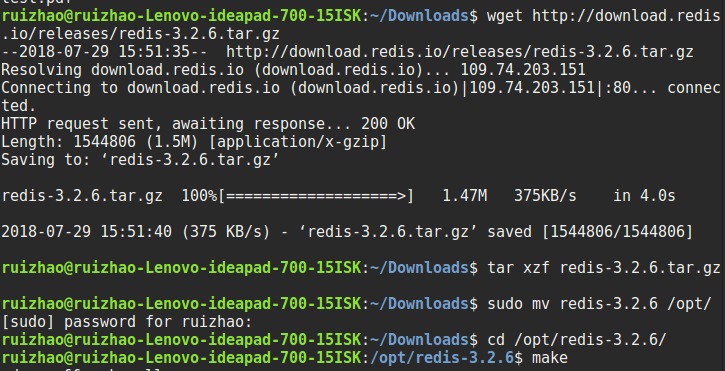 ruizhao@ruizhao-Lenovo-ideapad-700-15ISK:~/Downloads$ wget http://download.redis
.io/releases/redis-3.2.6.tar.gz
--2018-07-29 15:51:35--  http://download.redis.io/releases/redis-3.2.6.tar.gz
Resolving download.redis.io (download.redis.io)... 109.74.203.151
Connecting to download.redis.io (download.redis.io)|109.74.203.151|:80... connec
ted.
HTTP request sent, awaiting response... 200 OK
Length: 1544806 (1.5M) [application/x-gzip]
Saving to: ‘redis-3.2.6.tar.gz’
redis-3.2.6.tar.gz  100%[===================>]   1.47M   375KB/s    in 4.0s
2018-07-29 15:51:40 (375 KB/s) - ‘redis-3.2.6.tar.gz’ saved [1544806/1544806]
ruizhao@ruizhao-Lenovo-ideapad-700-15ISK:~/Downloads$ tar xzf redis-3.2.6.tar.gz
ruizhao@ruizhao-Lenovo-ideapad-700-15ISK:~/Downloads$ sudo mv redis-3.2.6 /opt/
[sudo] password for ruizhao:
ruizhao@ruizhao-Lenovo-ideapad-700-15ISK:~/Downloads$ cd /opt/redis-3.2.6/
ruizhao@ruizhao-Lenovo-ideapad-700-15ISK:/opt/redis-3.2.6$ make